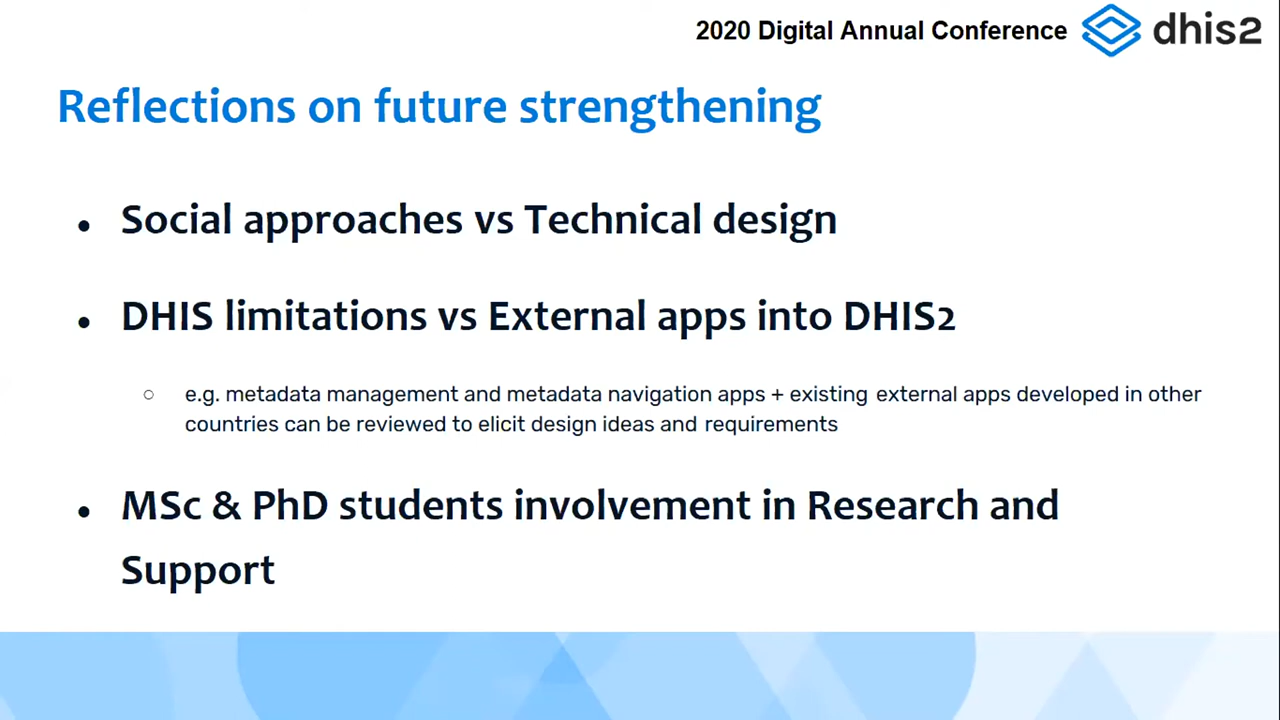 2020 Digital Annual Conference dhis2
Reflections on future strengthening
• Social approaches vs Technical design
• DHIS limitations vs External apps into DHIS2
○ e.g. metadata management and metadata navigation apps + existing external apps developed in other
countries can be reviewed to elicit design ideas and requirements
• MSc & PhD students involvement in Research and
Support